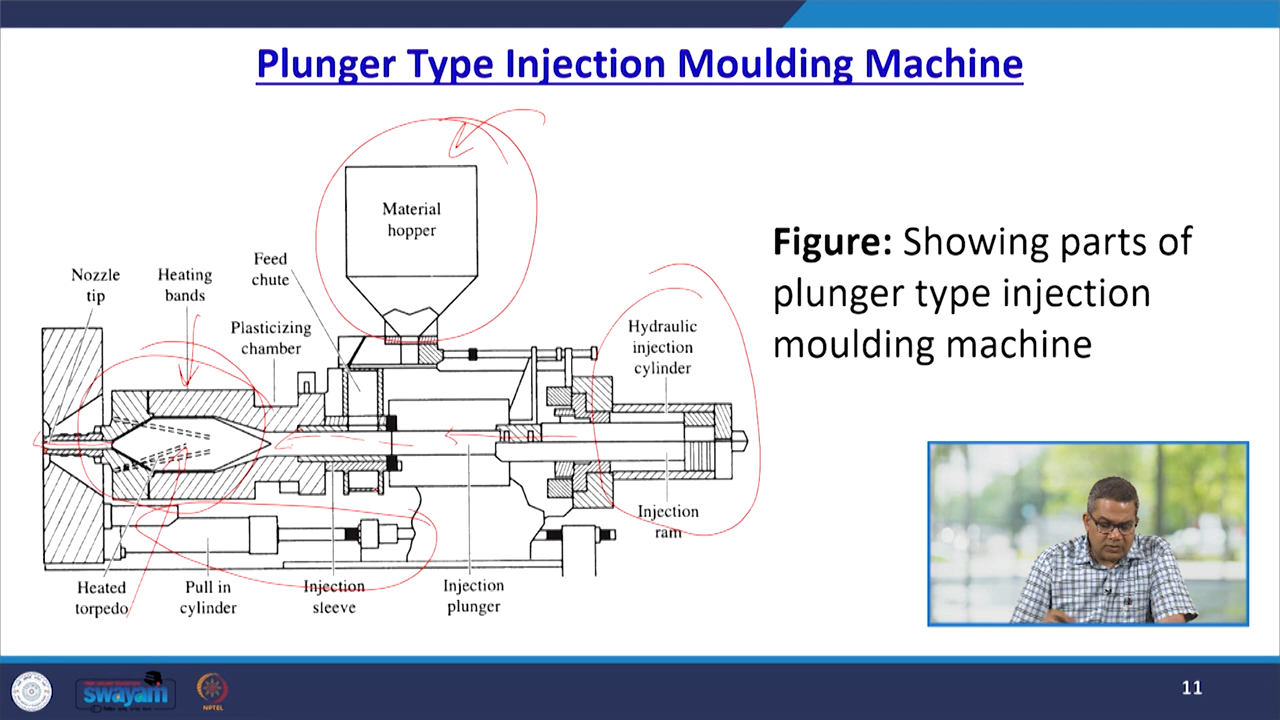 Plunger Type Injection Moulding Machine
Material
hopper
Feed
chute
Nozzle
tip
Heating
bands
Plasticizing
chamber
Hydraulic
injection
cylinder
Injection
ram
Heated
torpedo
Pull in
cylinder
Injection
sleeve
Injection
plunger
Figure: Showing parts of
plunger type injection
moulding machine
swayam
NPTEL
11